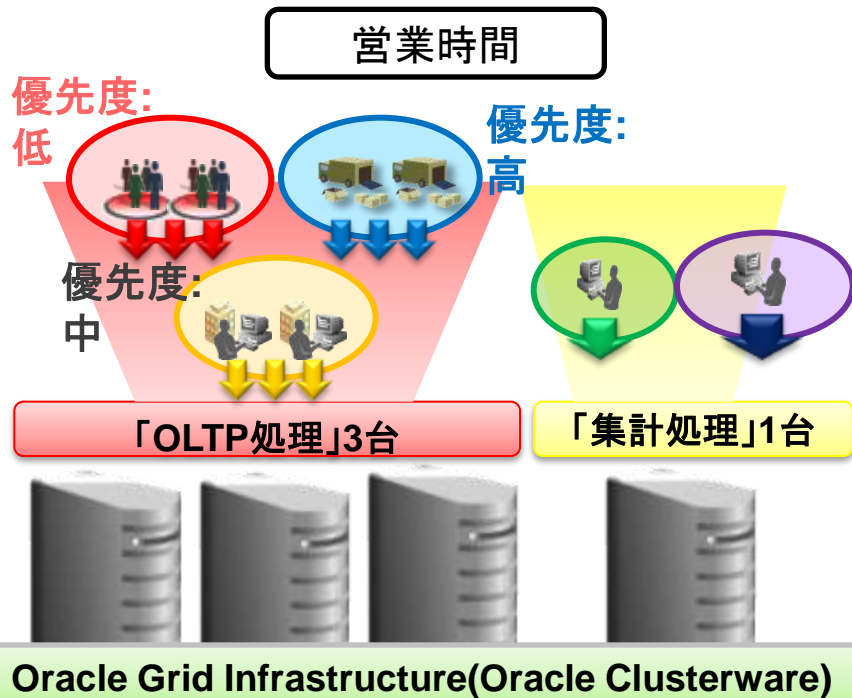 営業時間
優先度:
低
優先度:
高
優先度:
中
「OLTP処理」3台
「集計処理」1台
Oracle Grid Infrastructure(Oracle Clusterware)